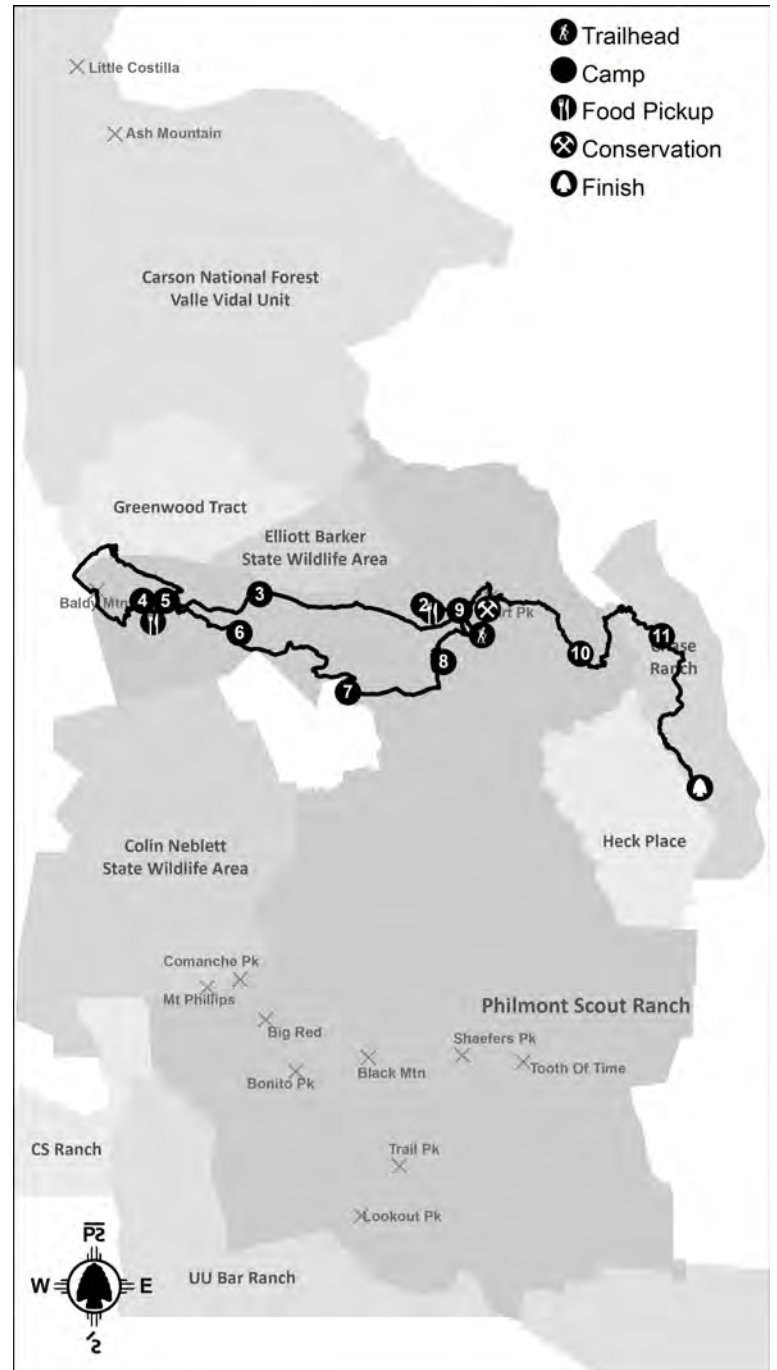 Trailhead
Camp
Food Pickup
Conservation
Finish
Little Costilla
Ash Mountain
Carson National Forest
Valle Vidal Unit
Greenwood Tract
Elliott Barker
State Wildlife Area
Baldy Mtn
4
5
3
2
9
6
8
7
10
11
Ranch
Heck Place
Colin Neblett
State Wildlife Area
Comanche Pk
Mt Phillips
Big Red
Bonito Pk
Black Mtn
Philmont Scout Ranch
Shaefers Pk
Tooth Of Time
CS Ranch
Trail Pk
Lookout Pk
UU Bar Ranch
W
E